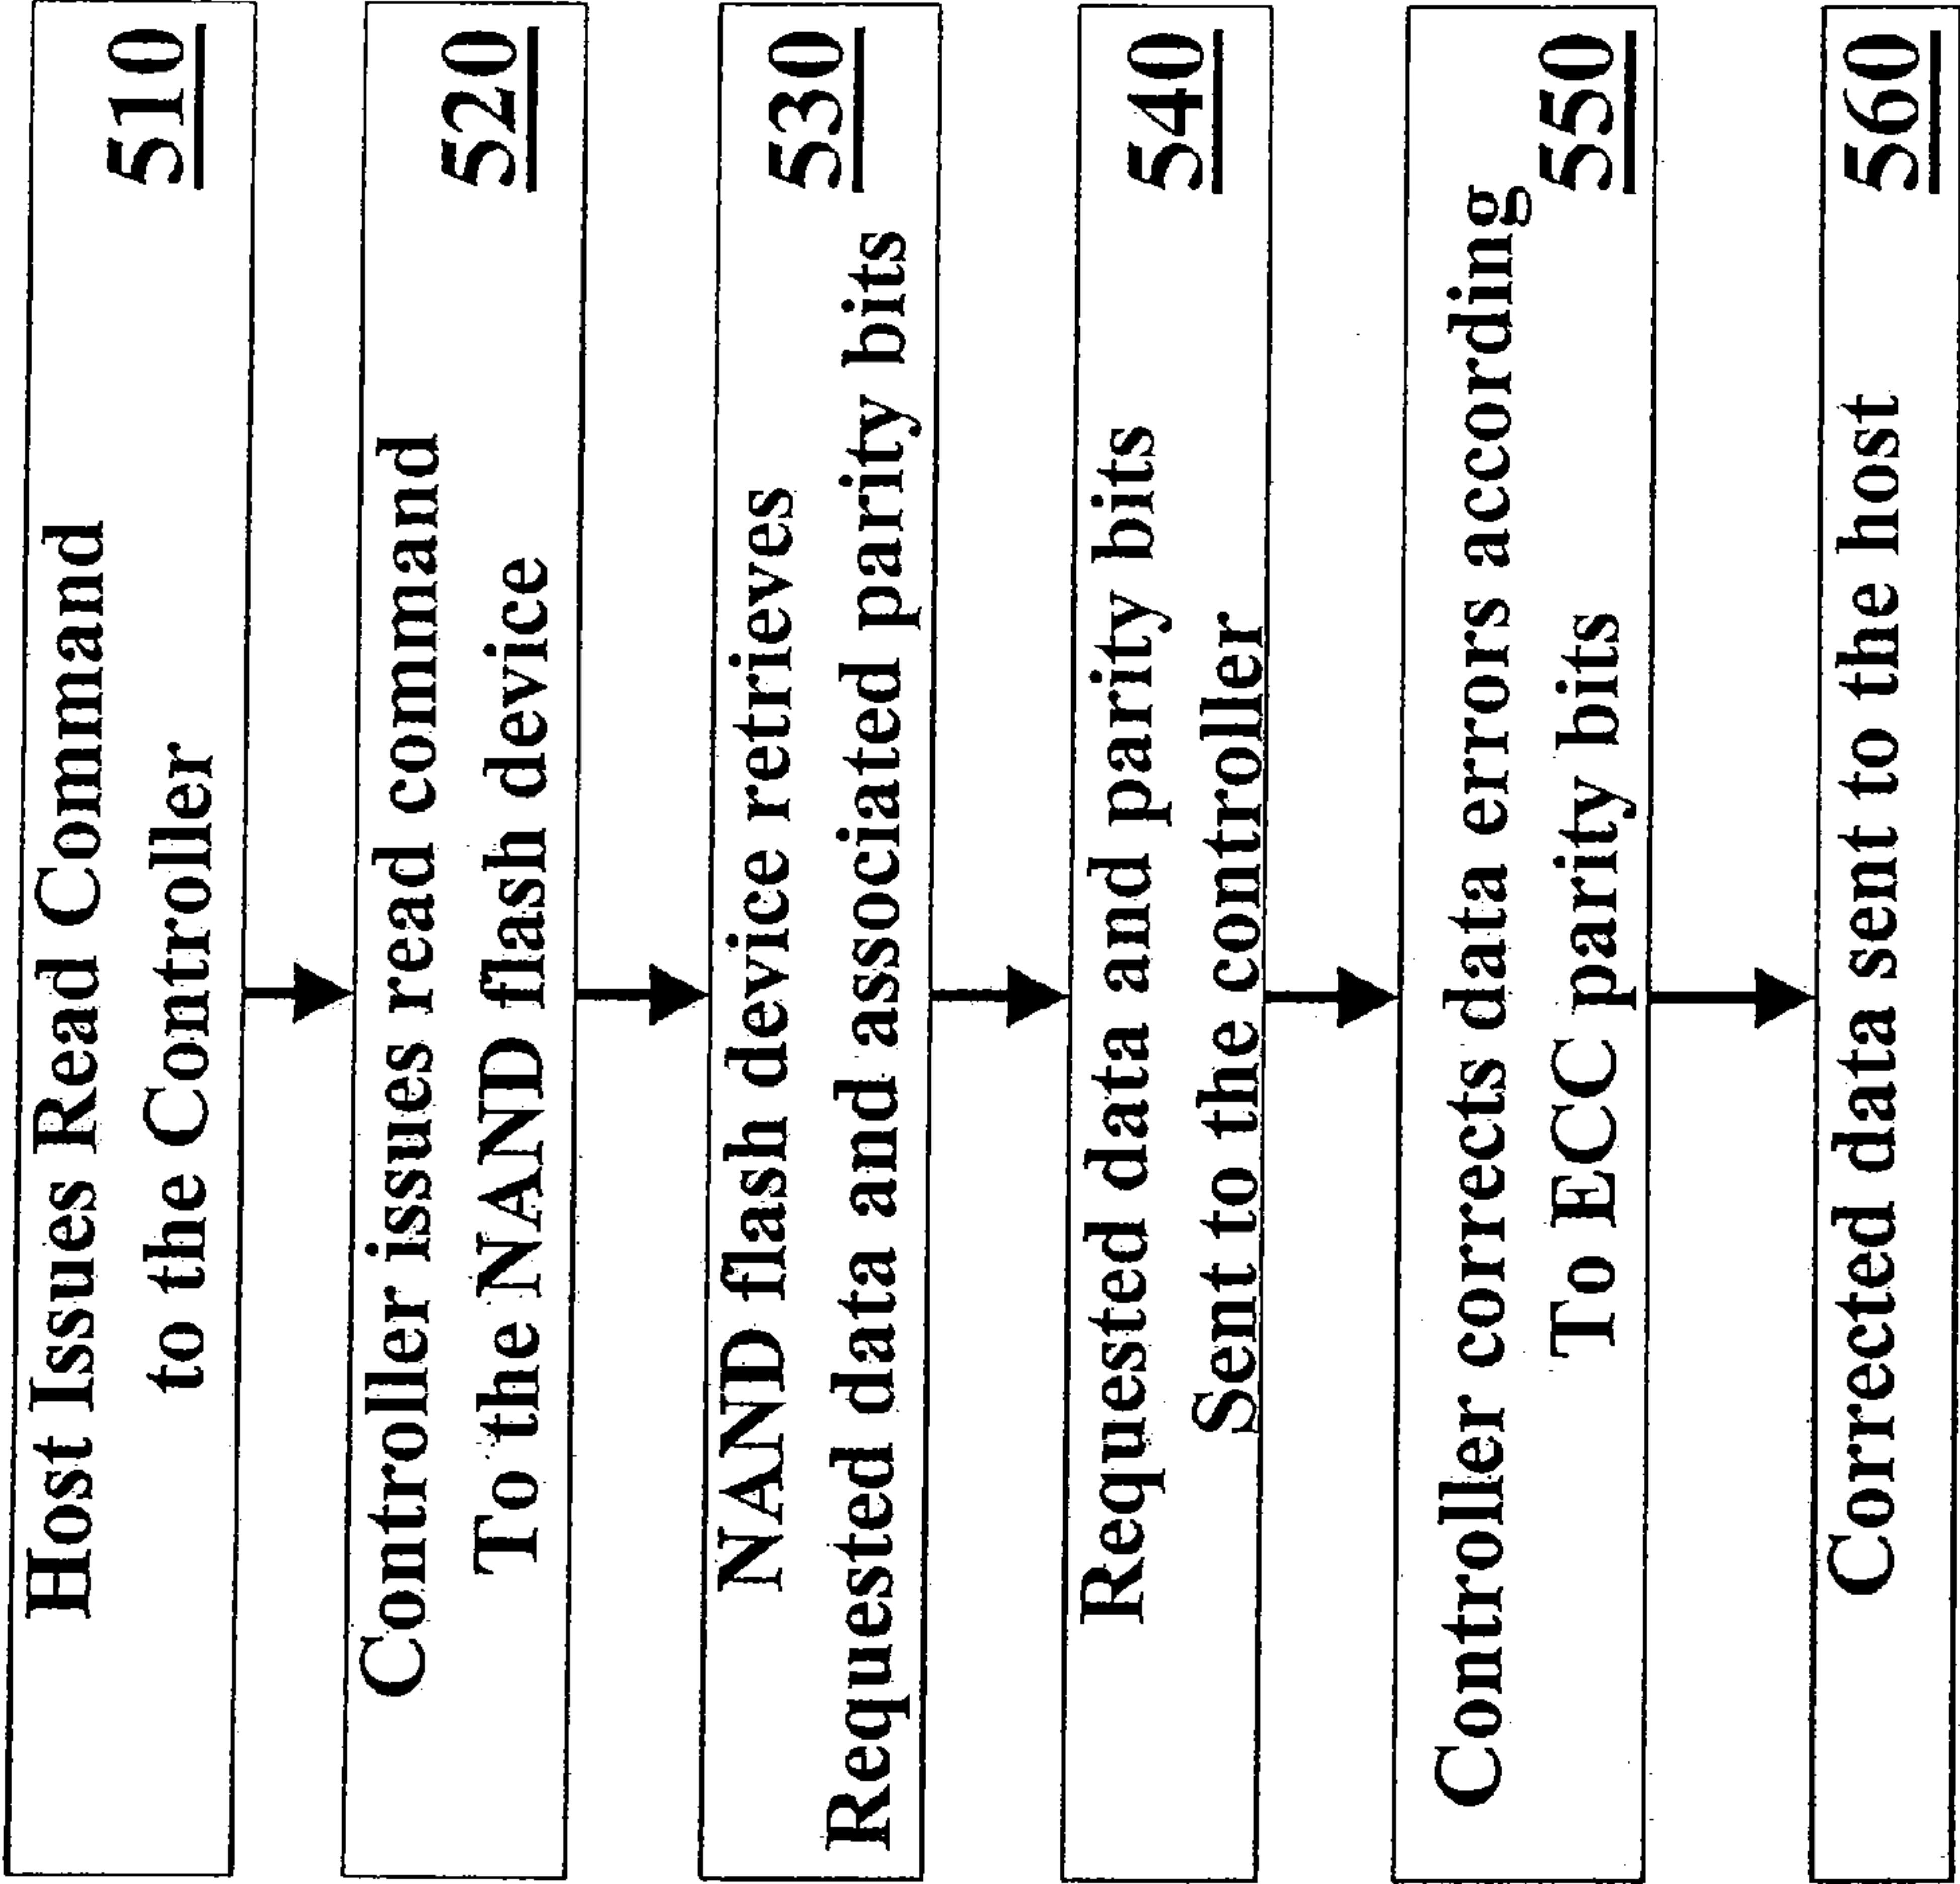 Host Issues Read Command
to the Controller
510
Controller issues read command
To the NAND flash device
520
NAND flash device retrieves
Requested data and associated parity bits
530
Requested data and parity bits
Sent to the controller
540
Controller corrects data errors according
To ECC parity bits
550
Corrected data sent to the host
560